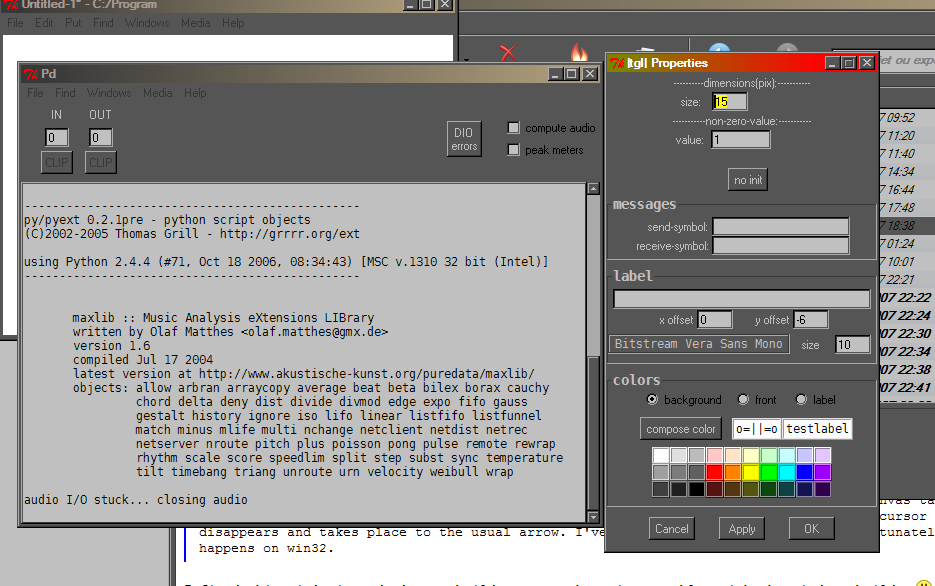 Untitled-1* - C:/Program
File Edit Put Find Windows Media Help
Pd
File Find Windows Media Help
IN OUT
0 0
CLIP CLIP
DIO errors
compute audio
peak meters
------------------------------------------------
py/pyext 0.2.1pre - python script objects
(C)2002-2005 Thomas Grill - http://grrrr.org/ext
using Python 2.4.4 (#71, Oct 18 2006, 08:34:43) [MSC v.1310 32 bit (Intel)]
------------------------------------------------
maxlib :: Music Analysis eXtensions LIBrary
written by Olaf Matthes <olaf.matthes@gmx.de>
version 1.6
compiled Jul 17 2004
latest version at http://www.akustische-kunst.org/puredata/maxlib/
objects: allow arbran arraycopy average beat beta bilex borax cauchy
chord delta deny dist divide divmod edge expo fifo gauss
gestalt history ignore iso lifo linear listfifo listfunnel
match minus mlife multi nchange netclient netdist netrec
netserver nroute pitch plus poisson pong pulse remote rewrap
rhythm scale score speedlim split step subst sync temperature
tilt timebang triang unroute urn velocity weibull wrap
audio I/O stuck... closing audio
|tgl| Properties
----------dimensions(pix):-----------
size: 15
-----------non-zero-value:-----------
value: 1
no init
messages
send-symbol:
receive-symbol:
label
x offset 0 y offset -6
Bitstream Vera Sans Mono size 10
colors
background front label
compose color o=||=o testlabel
Cancel Apply OK
et ou exp
7 09:52
7 11:20
7 11:40
7 14:34
7 16:44
7 17:48
7 18:38
7 01:24
7 10:01
7 22:21
007 22:22
007 22:24
007 22:30
007 22:34
007 22:38
007 22:41
nvas ta
cursor
disappears and takes place to the usual arrow. I've tunatel
happens on win32.